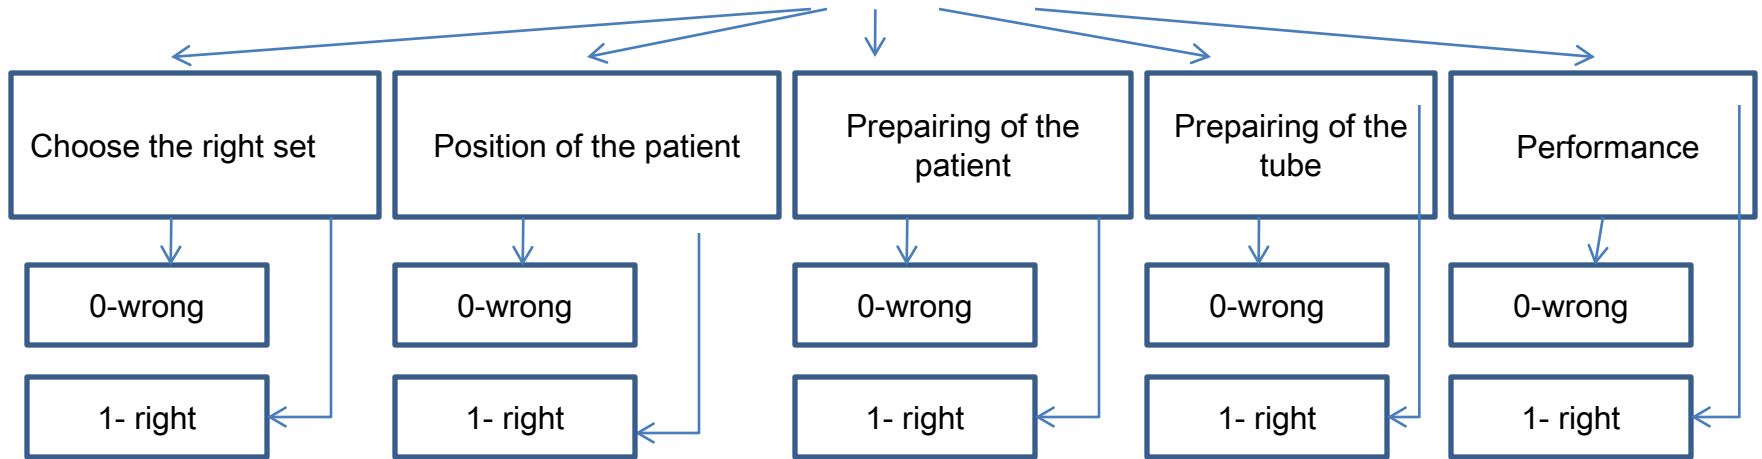 Choose the right set
Position of the patient
Prepairing of the
patient
Prepairing of the
tube
Performance
0-wrong
0-wrong
0-wrong
0-wrong
0-wrong
1- right
1- right
1- right
1- right
1- right